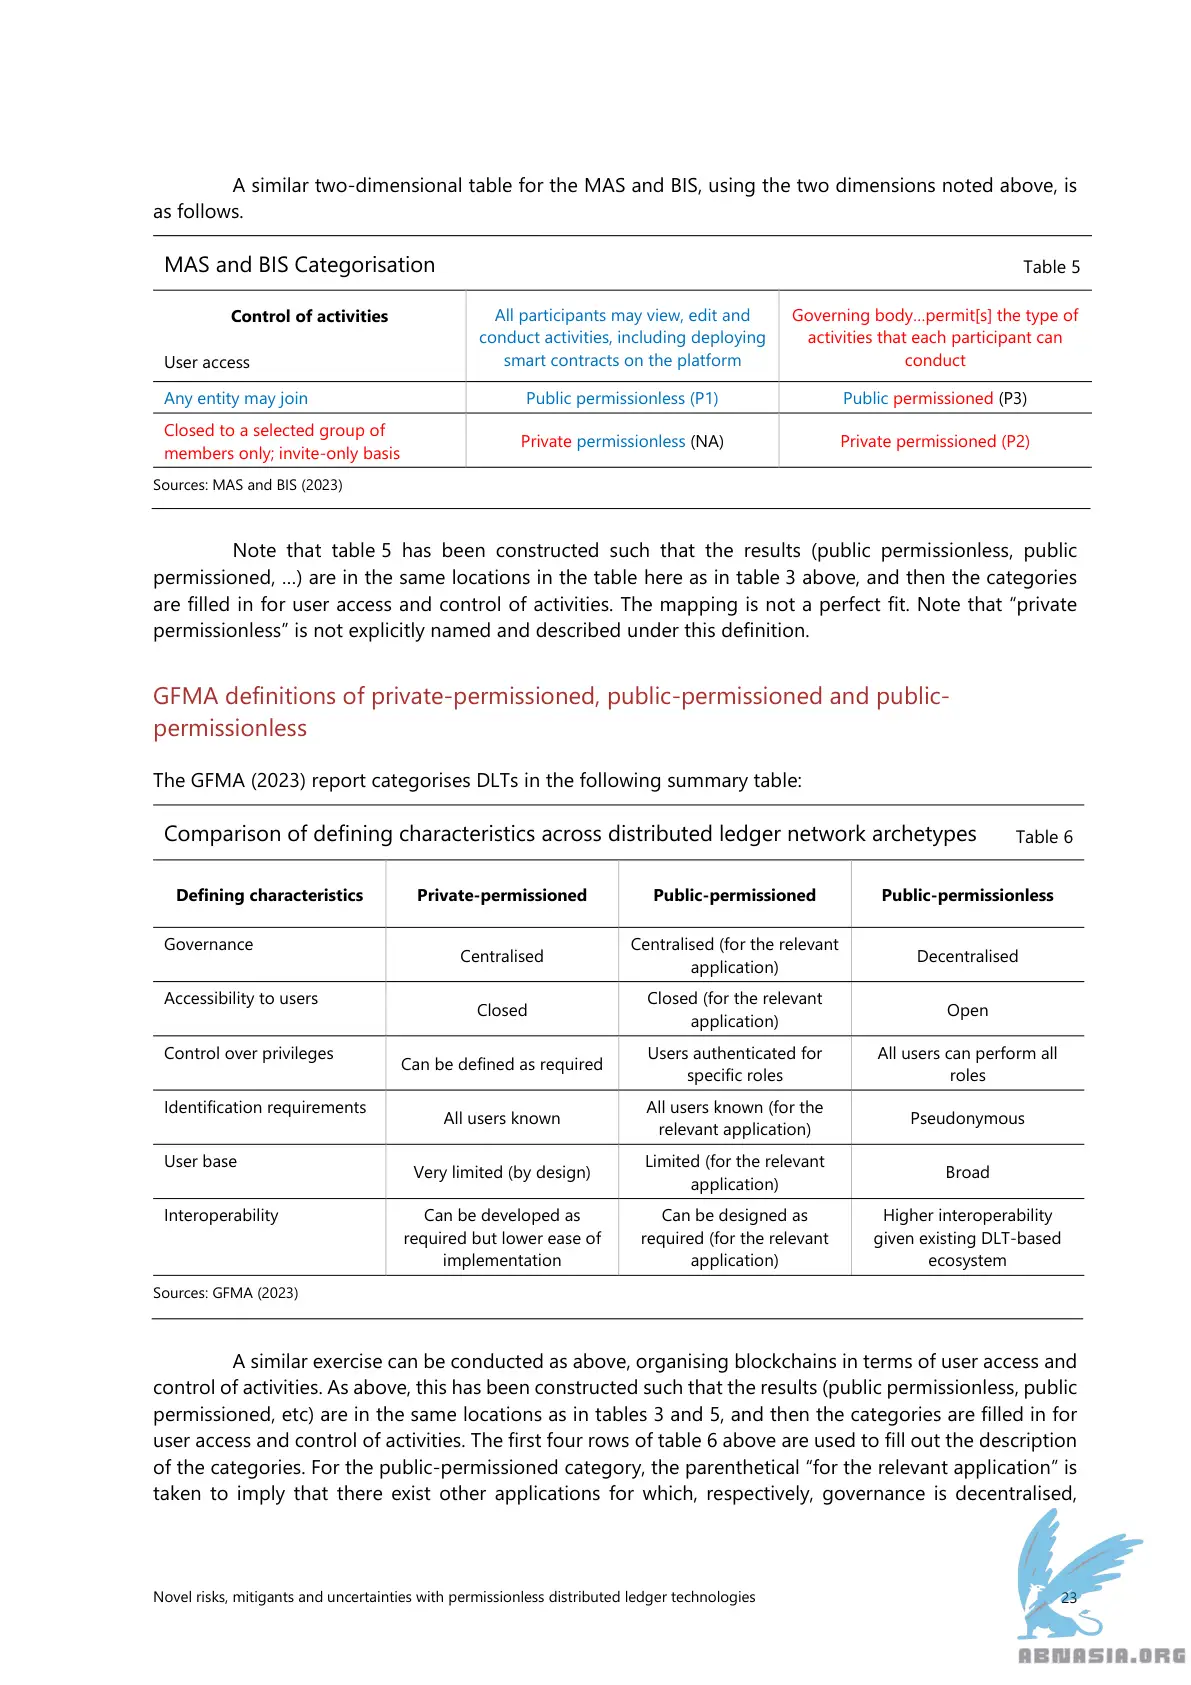 A similar two-dimensional table for the MAS and BIS, using the two dimensions noted above, is
as follows.
MAS and BIS Categorisation
Table 5
Control of activities
User access
All participants may view, edit and
conduct activities, including deploying
smart contracts on the platform
Governing body…permit[s] the type of
activities that each participant can
conduct
Any entity may join
Public permissionless (P1)
Public permissioned (P3)
Closed to a selected group of
members only; invite-only basis
Private permissionless (NA)
Private permissioned (P2)
Sources: MAS and BIS (2023)
Note that table 5 has been constructed such that the results (public permissionless, public
permissioned, …) are in the same locations in the table here as in table 3 above, and then the categories
are filled in for user access and control of activities. The mapping is not a perfect fit. Note that “private
permissionless” is not explicitly named and described under this definition.
GFMA definitions of private-permissioned, public-permissioned and public-
permissionless
The GFMA (2023) report categorises DLTs in the following summary table:
Comparison of defining characteristics across distributed ledger network archetypes
Table 6
Defining characteristics
Private-permissioned
Public-permissioned
Public-permissionless
Governance
Centralised
Centralised (for the relevant
application)
Decentralised
Accessibility to users
Closed
Closed (for the relevant
application)
Open
Control over privileges
Can be defined as required
Users authenticated for
specific roles
All users can perform all
roles
Identification requirements
All users known
All users known (for the
relevant application)
Pseudonymous
User base
Very limited (by design)
Limited (for the relevant
application)
Broad
Interoperability
Can be developed as
required but lower ease of
implementation
Can be designed as
required (for the relevant
application)
Higher interoperability
given existing DLT-based
ecosystem
Sources: GFMA (2023)
A similar exercise can be conducted as above, organising blockchains in terms of user access and
control of activities. As above, this has been constructed such that the results (public permissionless, public
permissioned, etc) are in the same locations as in tables 3 and 5, and then the categories are filled in for
user access and control of activities. The first four rows of table 6 above are used to fill out the description
of the categories. For the public-permissioned category, the parenthetical “for the relevant application” is
taken to imply that there exist other applications for which, respectively, governance is decentralised,
Novel risks, mitigants and uncertainties with permissionless distributed ledger technologies
23
ABNASIA.ORG